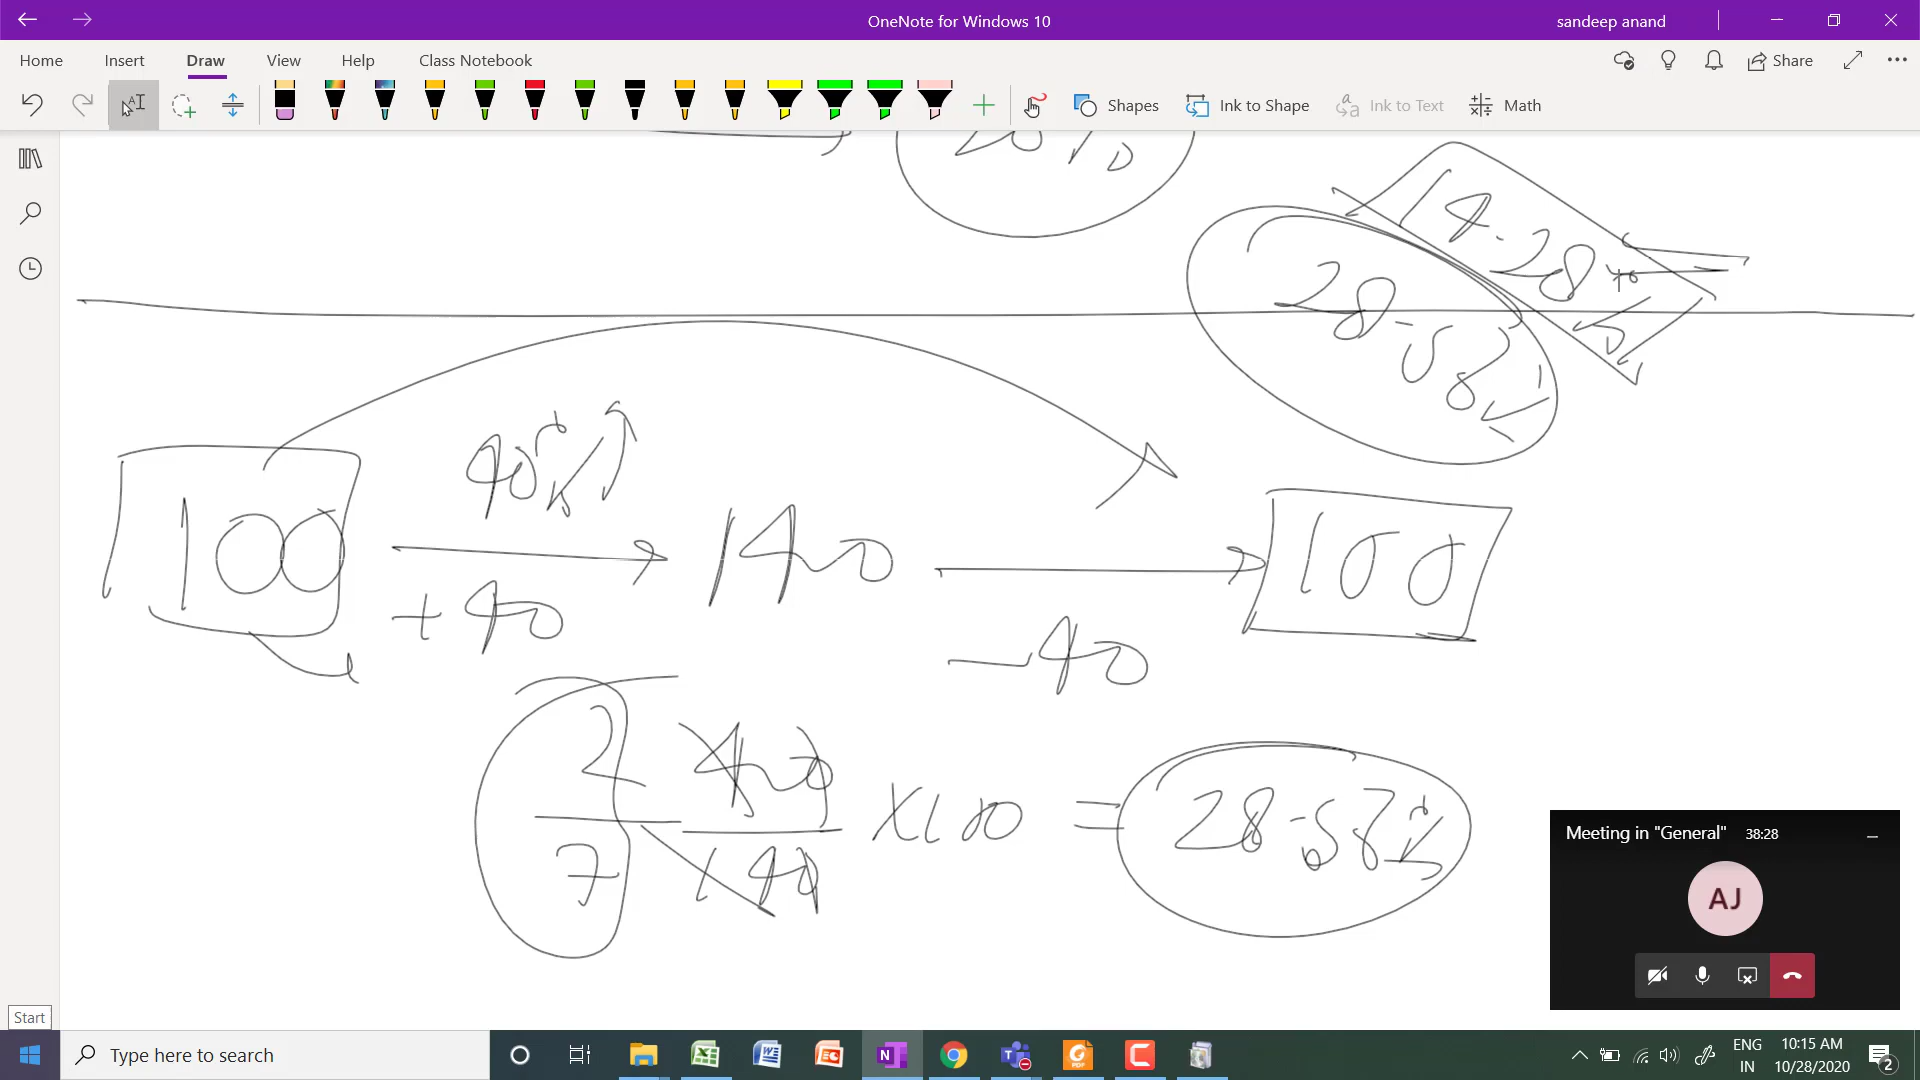 OneNote for Windows 10
sandeep anand
Home Insert Draw View Help Class Notebook
Share
Shapes Ink to Shape Ink to Text Math
20%
14.28%
28.57%
40% ↑
100 → 140 → 100
+40
-40
2/7 40/140 X100 = 28.57%
Meeting in "General" 38:28
AJ
Start
Type here to search
ENG 10:15 AM
IN 10/28/2020
2